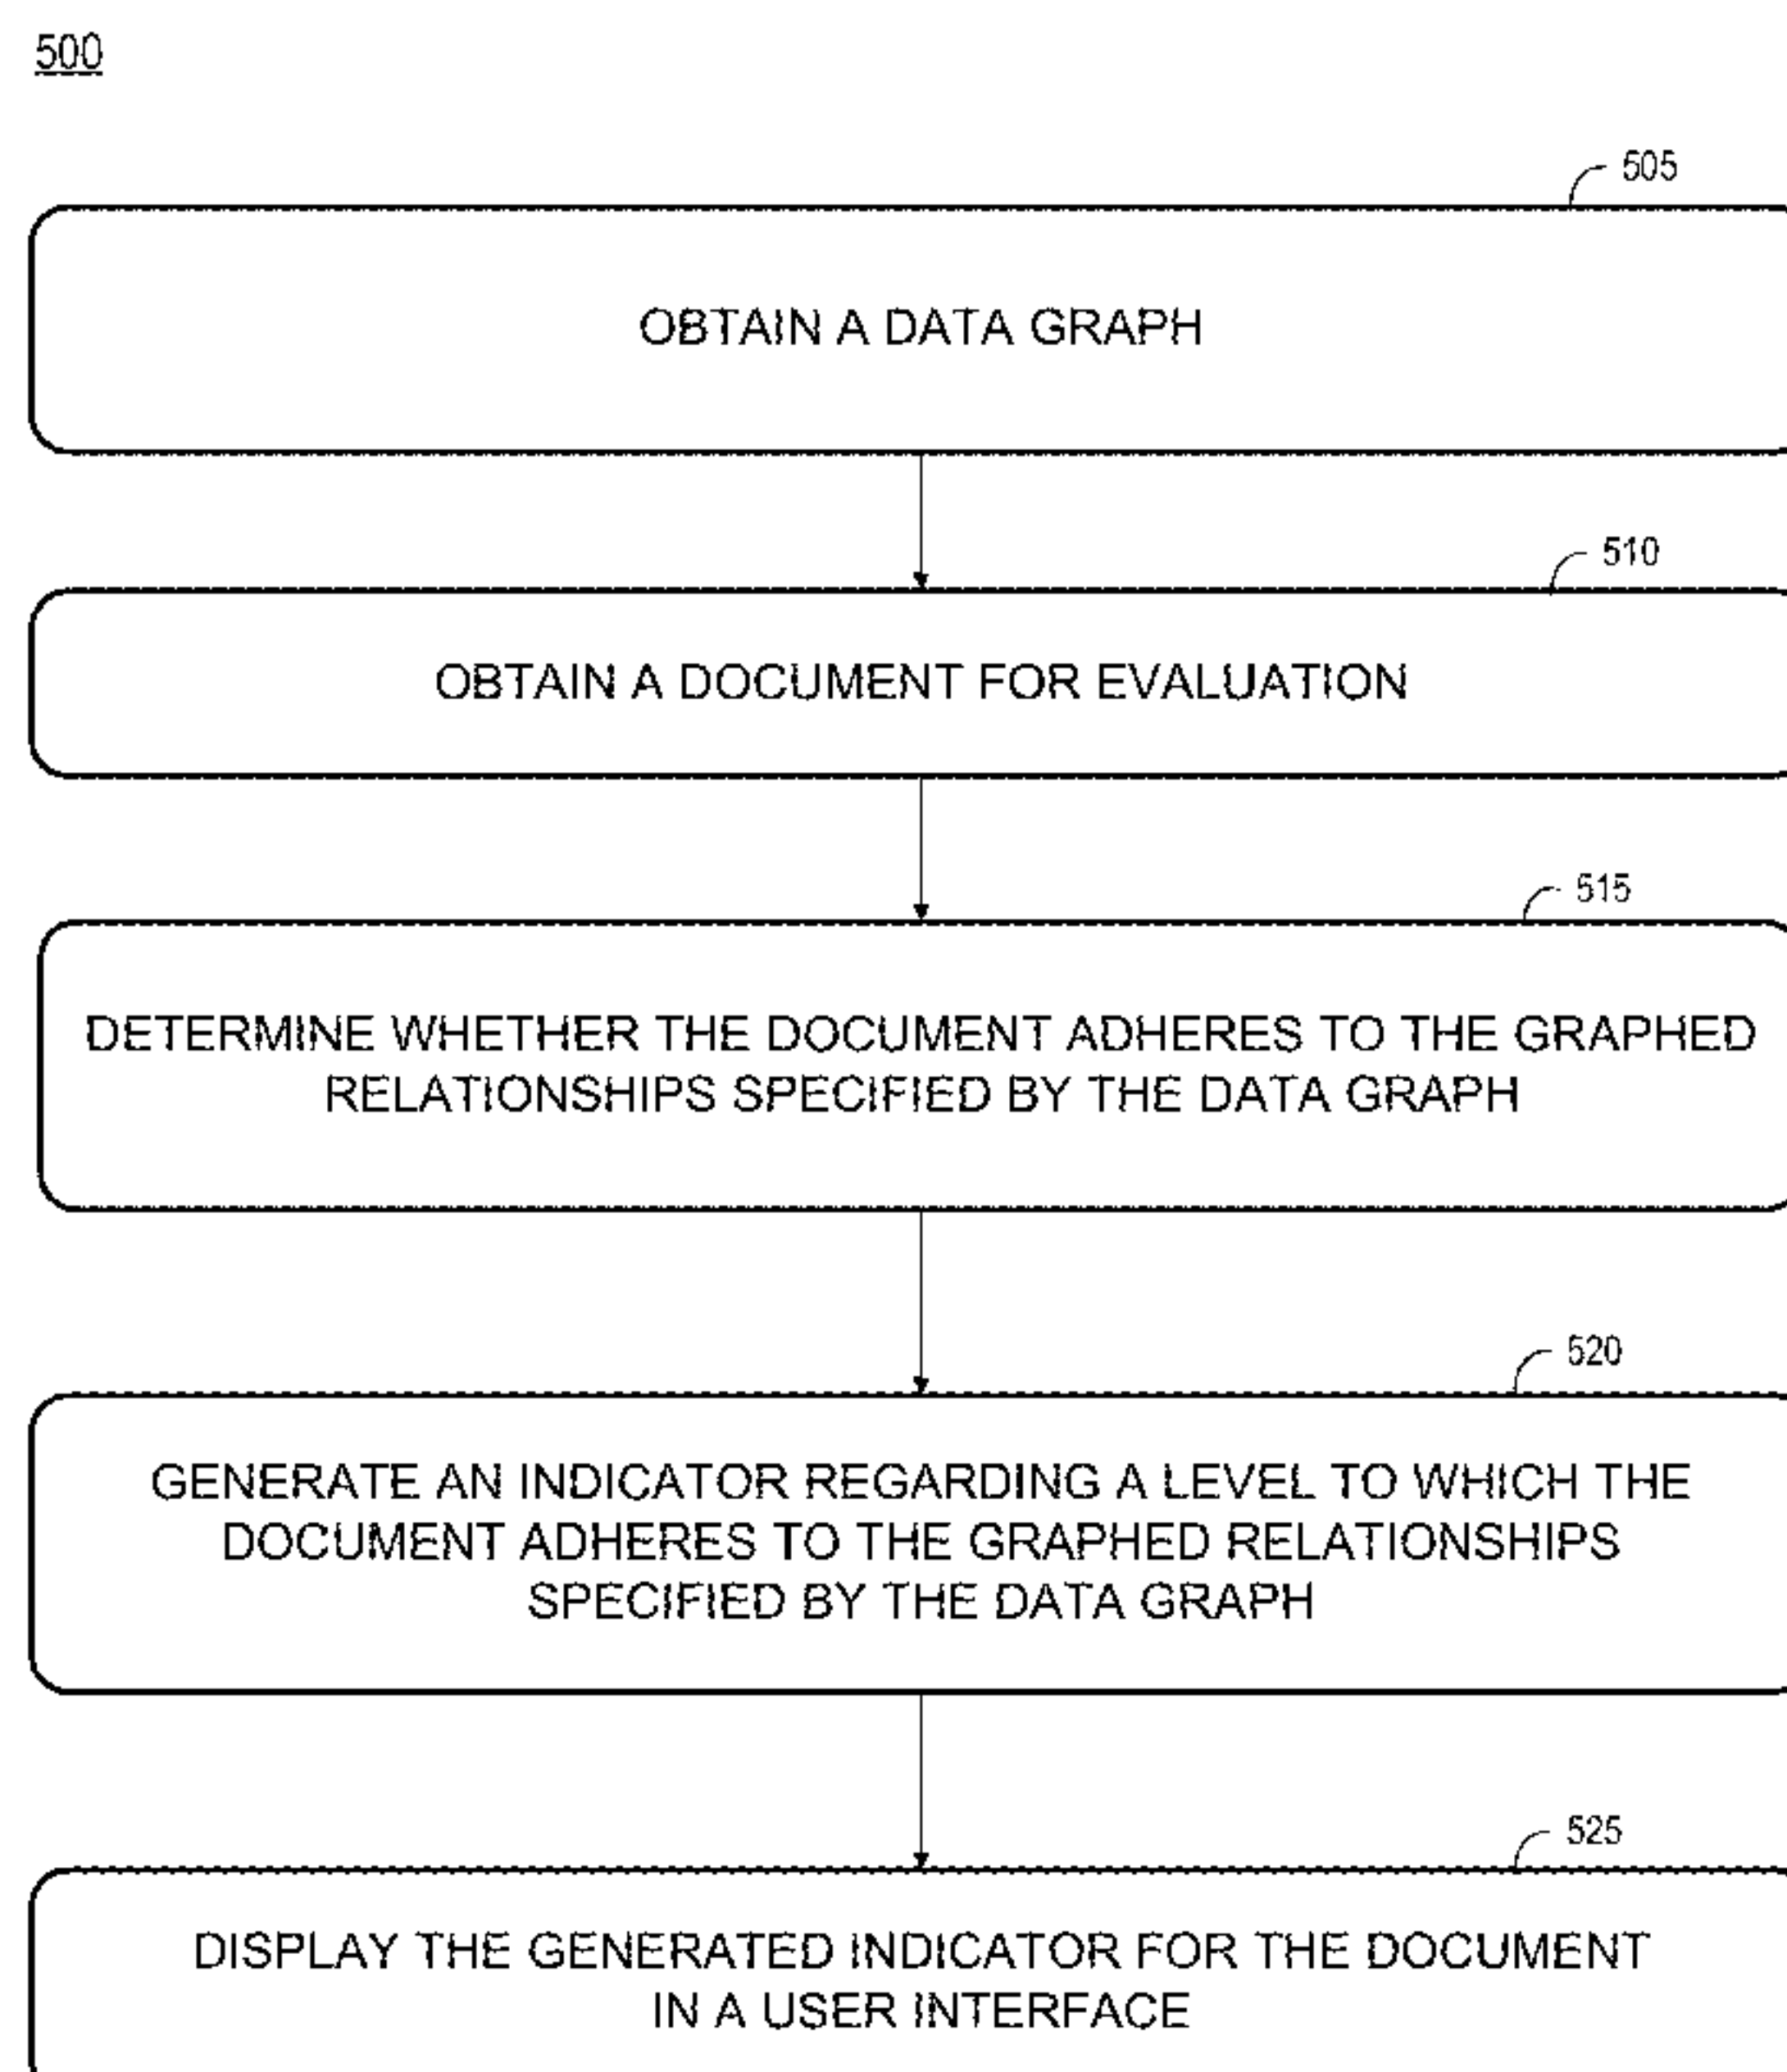 500
505
OBTAIN A DATA GRAPH
510
OBTAIN A DOCUMENT FOR EVALUATION
515
DETERMINE WHETHER THE DOCUMENT ADHERES TO THE GRAPHED
RELATIONSHIPS SPECIFIED BY THE DATA GRAPH
520
GENERATE AN INDICATOR REGARDING A LEVEL TO WHICH THE
DOCUMENT ADHERES TO THE GRAPHED RELATIONSHIPS
SPECIFIED BY THE DATA GRAPH
525
DISPLAY THE GENERATED INDICATOR FOR THE DOCUMENT
IN A USER INTERFACE